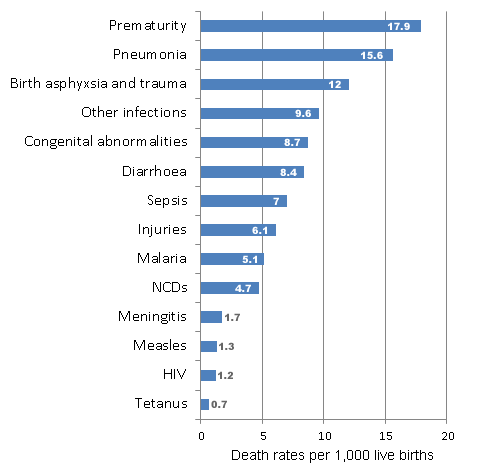 Prematurity 17.9
Pneumonia 15.6
Birth asphyxsia and trauma 12
Other infections 9.6
Congenital abnormalities 8.7
Diarrhoea 8.4
Sepsis 7
Injuries 6.1
Malaria 5.1
NCDs 4.7
Meningitis 1.7
Measles 1.3
HIV 1.2
Tetanus 0.7
0 5 10 15 20
Death rates per 1,000 live births